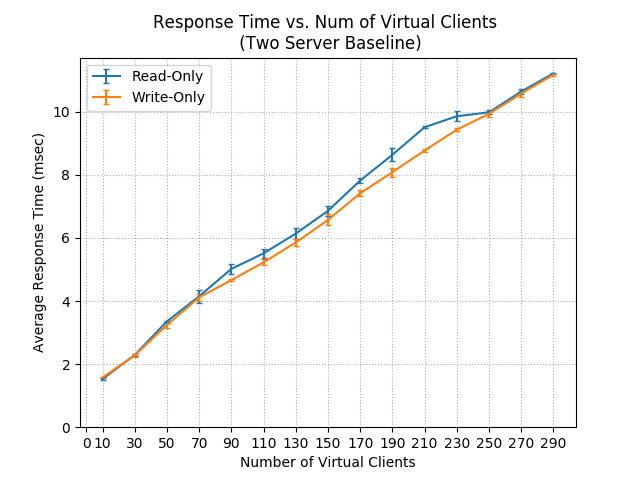 Response Time vs. Num of Virtual Clients
(Two Server Baseline)
Read-Only
Write-Only
Average Response Time (msec)
10
8
6
4
2
0
0 10 30 50 70 90 110 130 150 170 190 210 230 250 270 290
Number of Virtual Clients